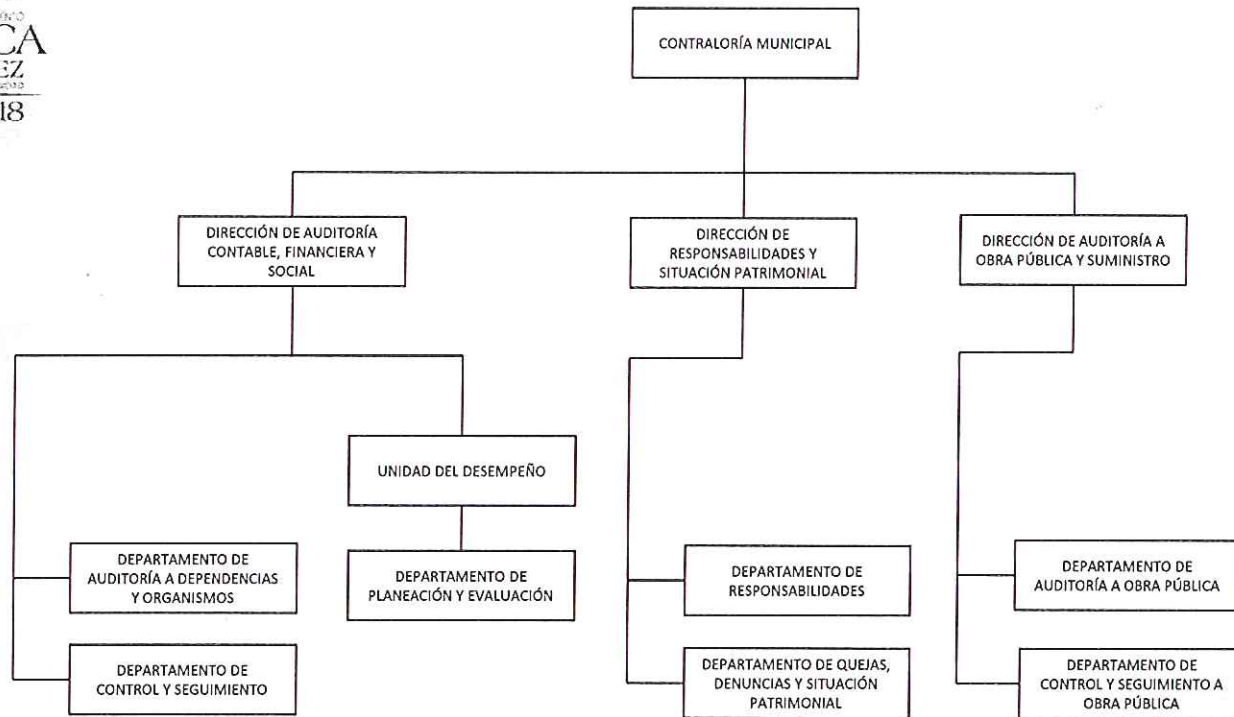 CA
EZ
18
CONTRALORÍA MUNICIPAL
DIRECCIÓN DE AUDITORÍA
CONTABLE, FINANCIERA Y
SOCIAL
DIRECCIÓN DE
RESPONSABILIDADES Y
SITUACIÓN PATRIMONIAL
DIRECCIÓN DE AUDITORÍA A
OBRA PÚBLICA Y SUMINISTRO
UNIDAD DEL DESEMPEÑO
DEPARTAMENTO DE
AUDITORÍA A DEPENDENCIAS
Y ORGANISMOS
DEPARTAMENTO DE
PLANEACIÓN Y EVALUACIÓN
DEPARTAMENTO DE
RESPONSABILIDADES
DEPARTAMENTO DE
AUDITORÍA A OBRA PÚBLICA
DEPARTAMENTO DE
CONTROL Y SEGUIMIENTO
DEPARTAMENTO DE QUEJAS,
DENUNCIAS Y SITUACIÓN
PATRIMONIAL
DEPARTAMENTO DE
CONTROL Y SEGUIMIENTO A
OBRA PÚBLICA